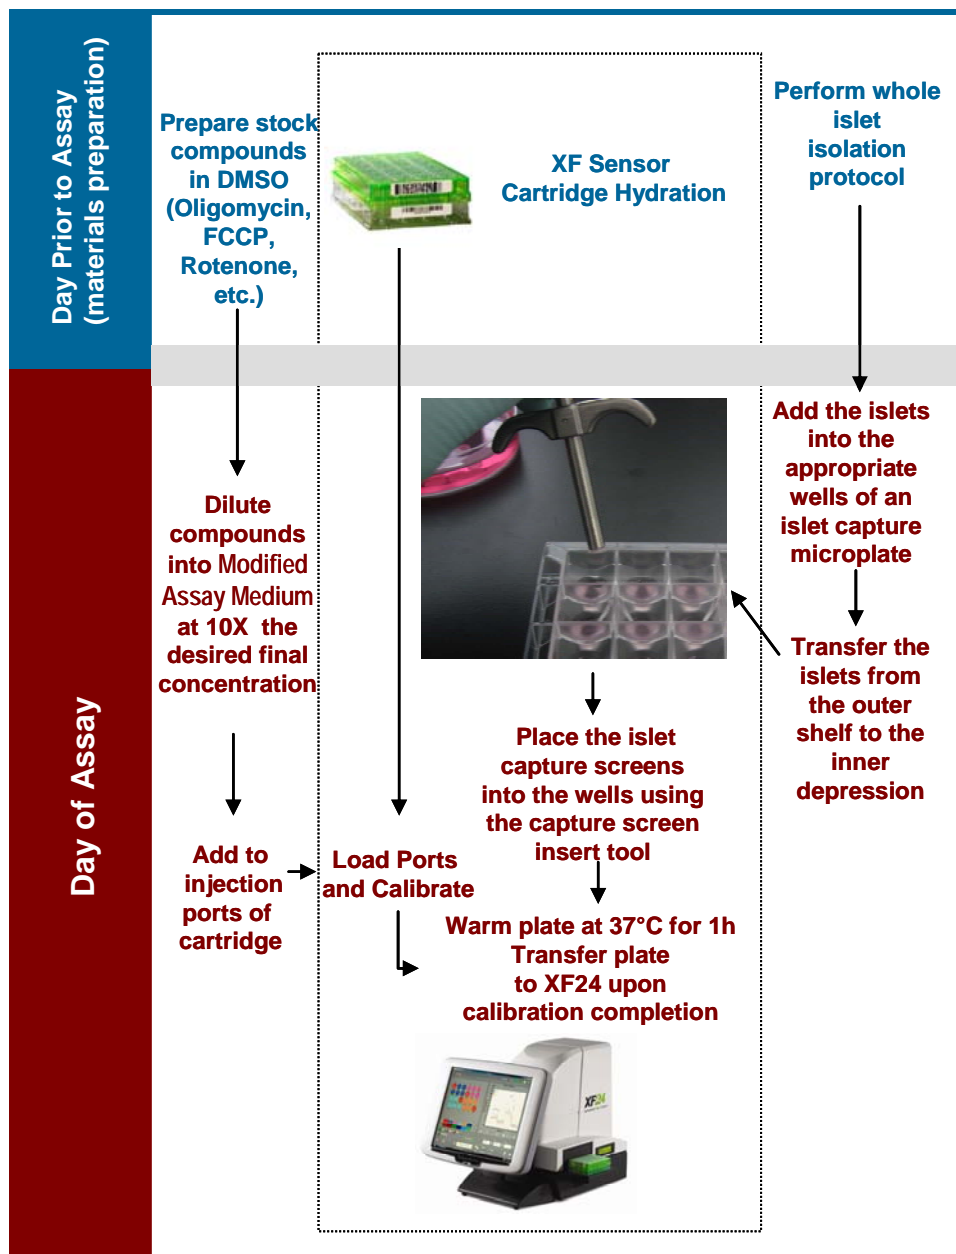 Day Prior to Assay
(materials preparation)
Prepare stock
compounds
in DMSO
(Oligomycin,
FCCP,
Rotenone,
etc.)
XF Sensor
Cartridge Hydration
Perform whole
islet
isolation
protocol
Day of Assay
Dilute
compounds
into Modified
Assay Medium
at 10X the
desired final
concentration
Add to
injection
ports of
cartridge
Load Ports
and Calibrate
Add the islets
into the
appropriate
wells of an
islet capture
microplate
Transfer the
islets from
the outer
shelf to the
inner
depression
Place the islet
capture screens
into the wells using
the capture screen
insert tool
Warm plate at 37°C for 1h
Transfer plate
to XF24 upon
calibration completion
XF24